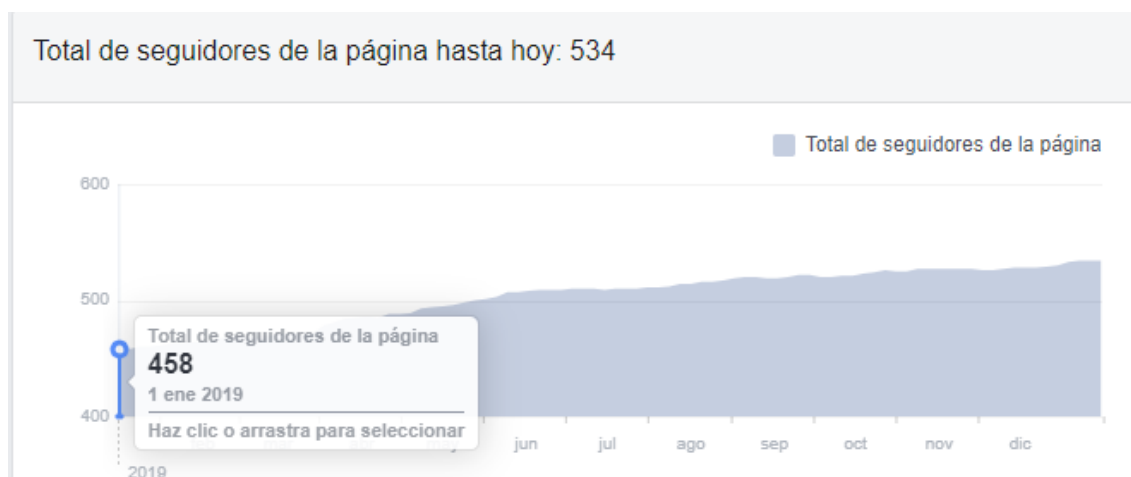 Total de seguidores de la página hasta hoy: 534
Total de seguidores de la página
600
500
Total de seguidores de la página
458
1 ene 2019
Haz clic o arrastra para seleccionar
400
jun jul ago sep oct nov dic
2019